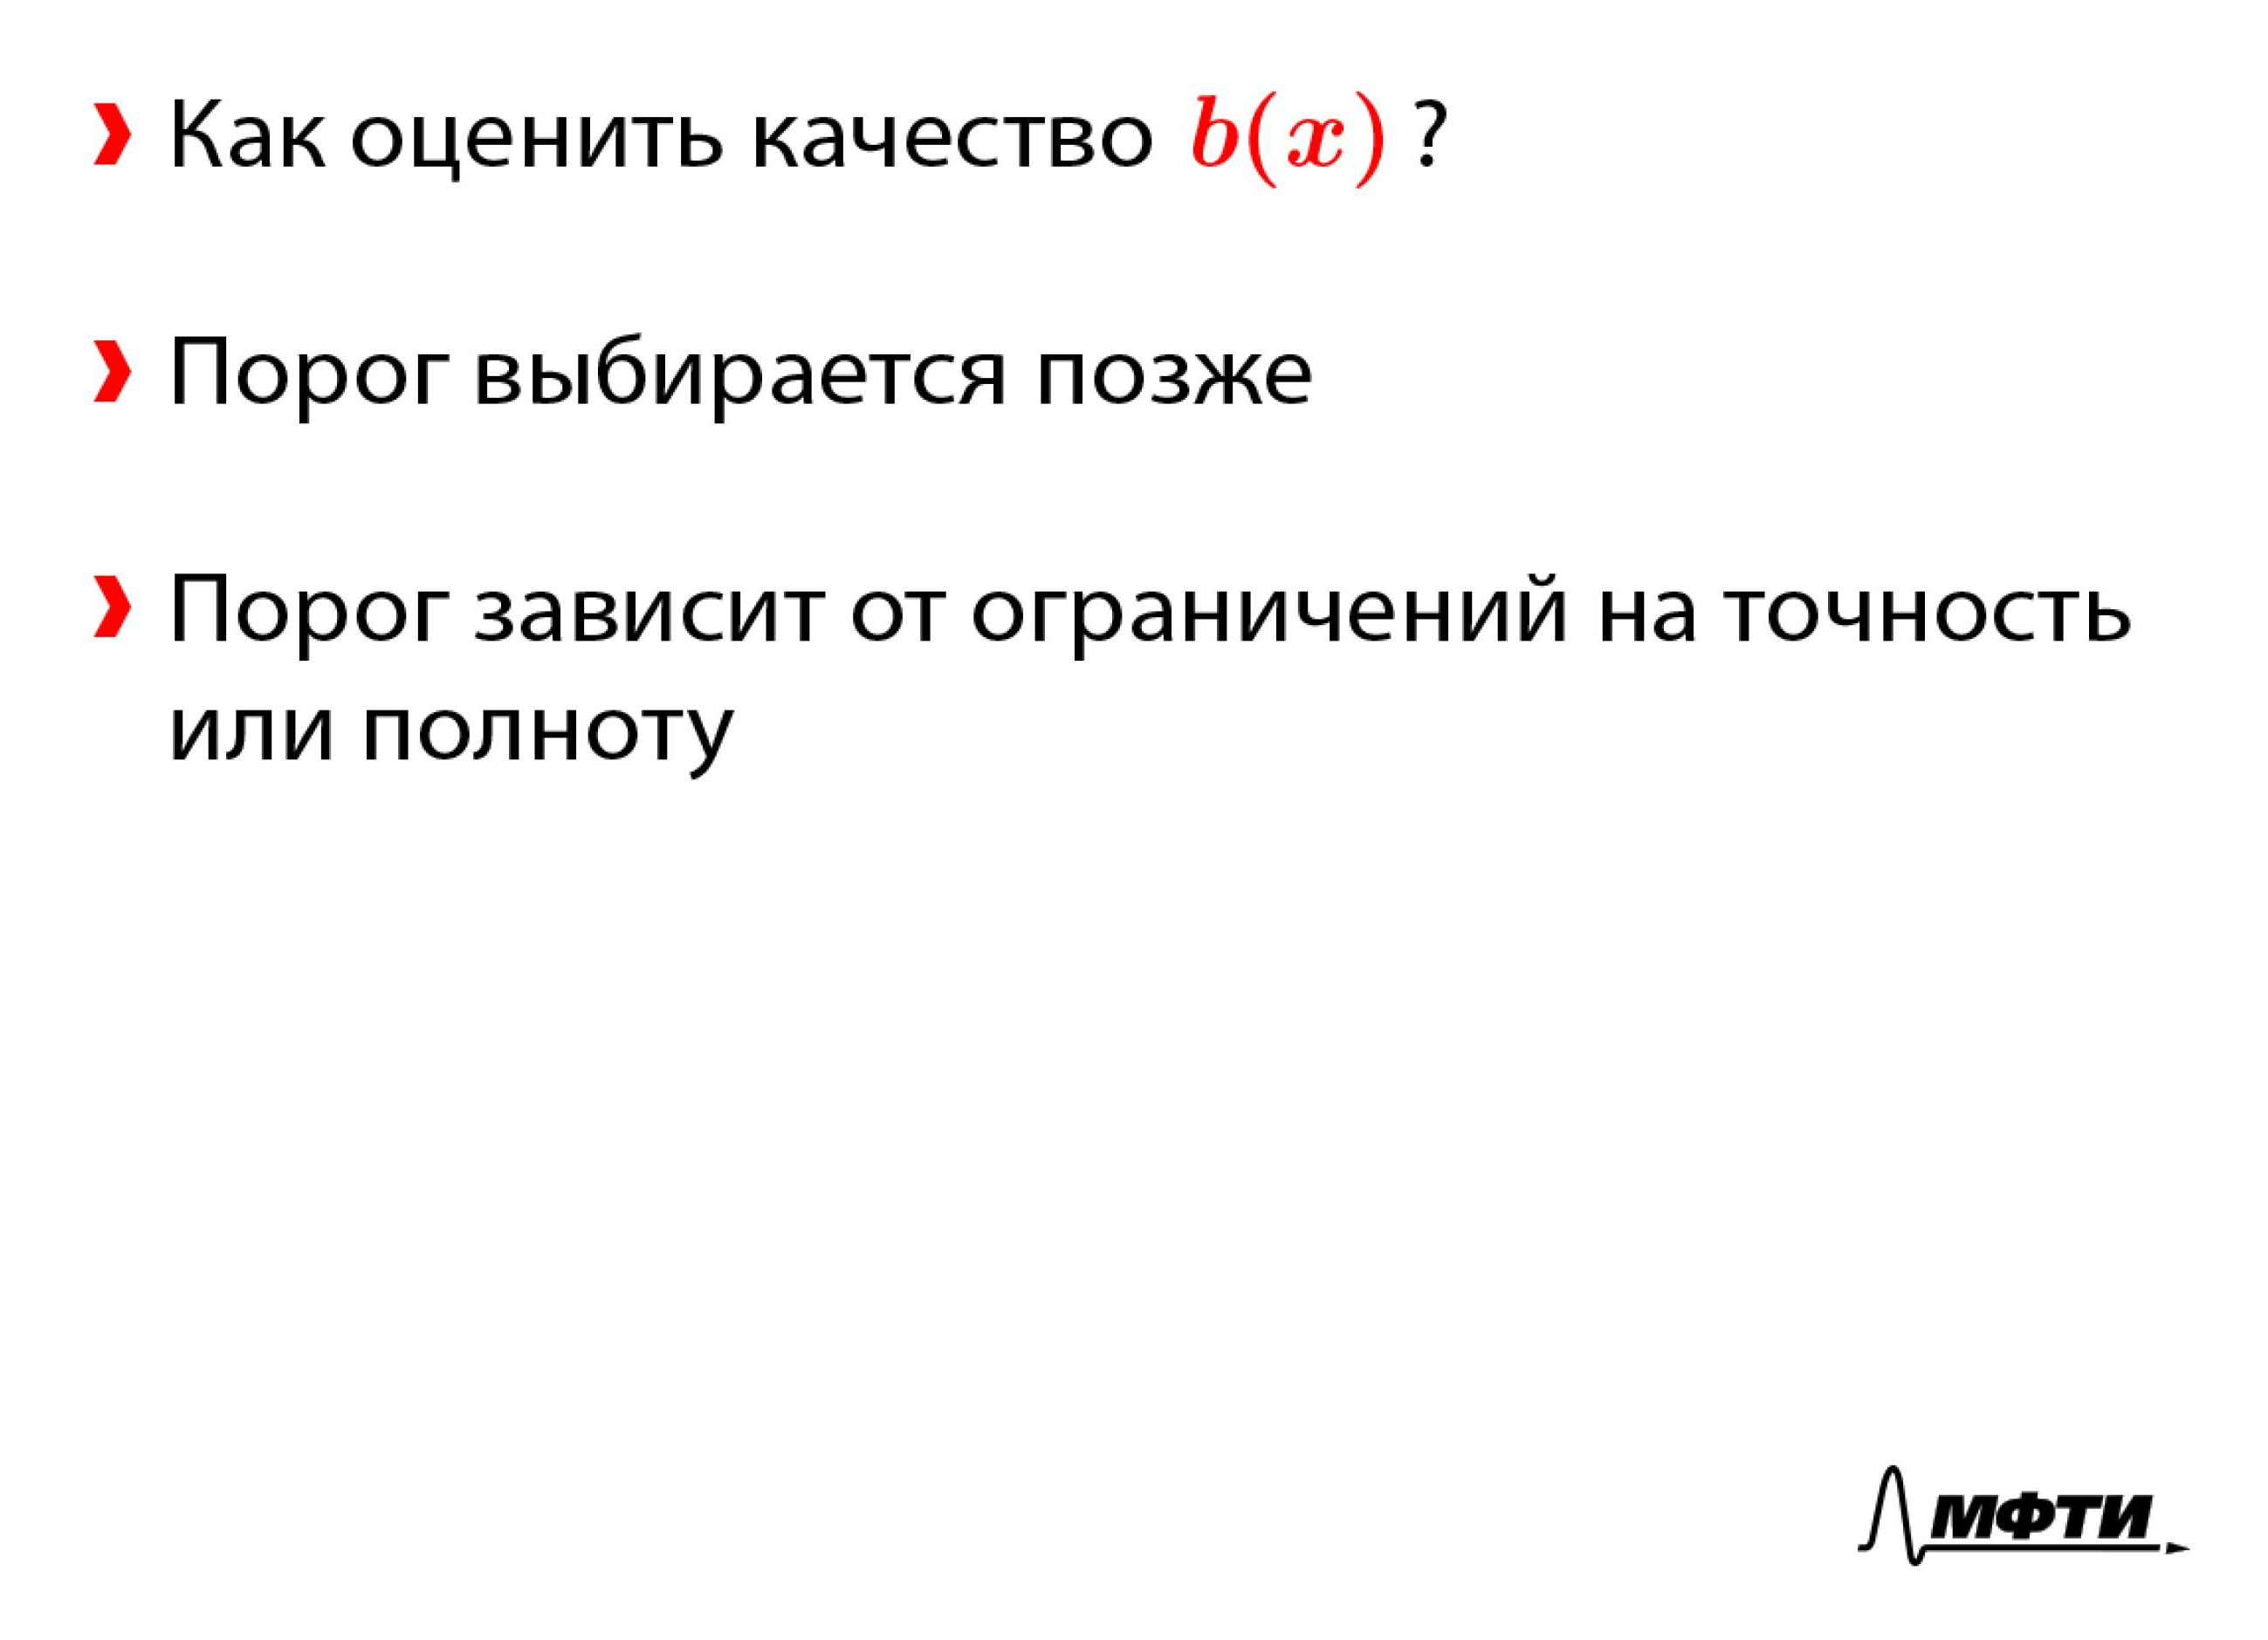 Как оценить качество b(x) ?
Порог выбирается позже
Порог зависит от ограничений на точность
или полноту
МФТИ